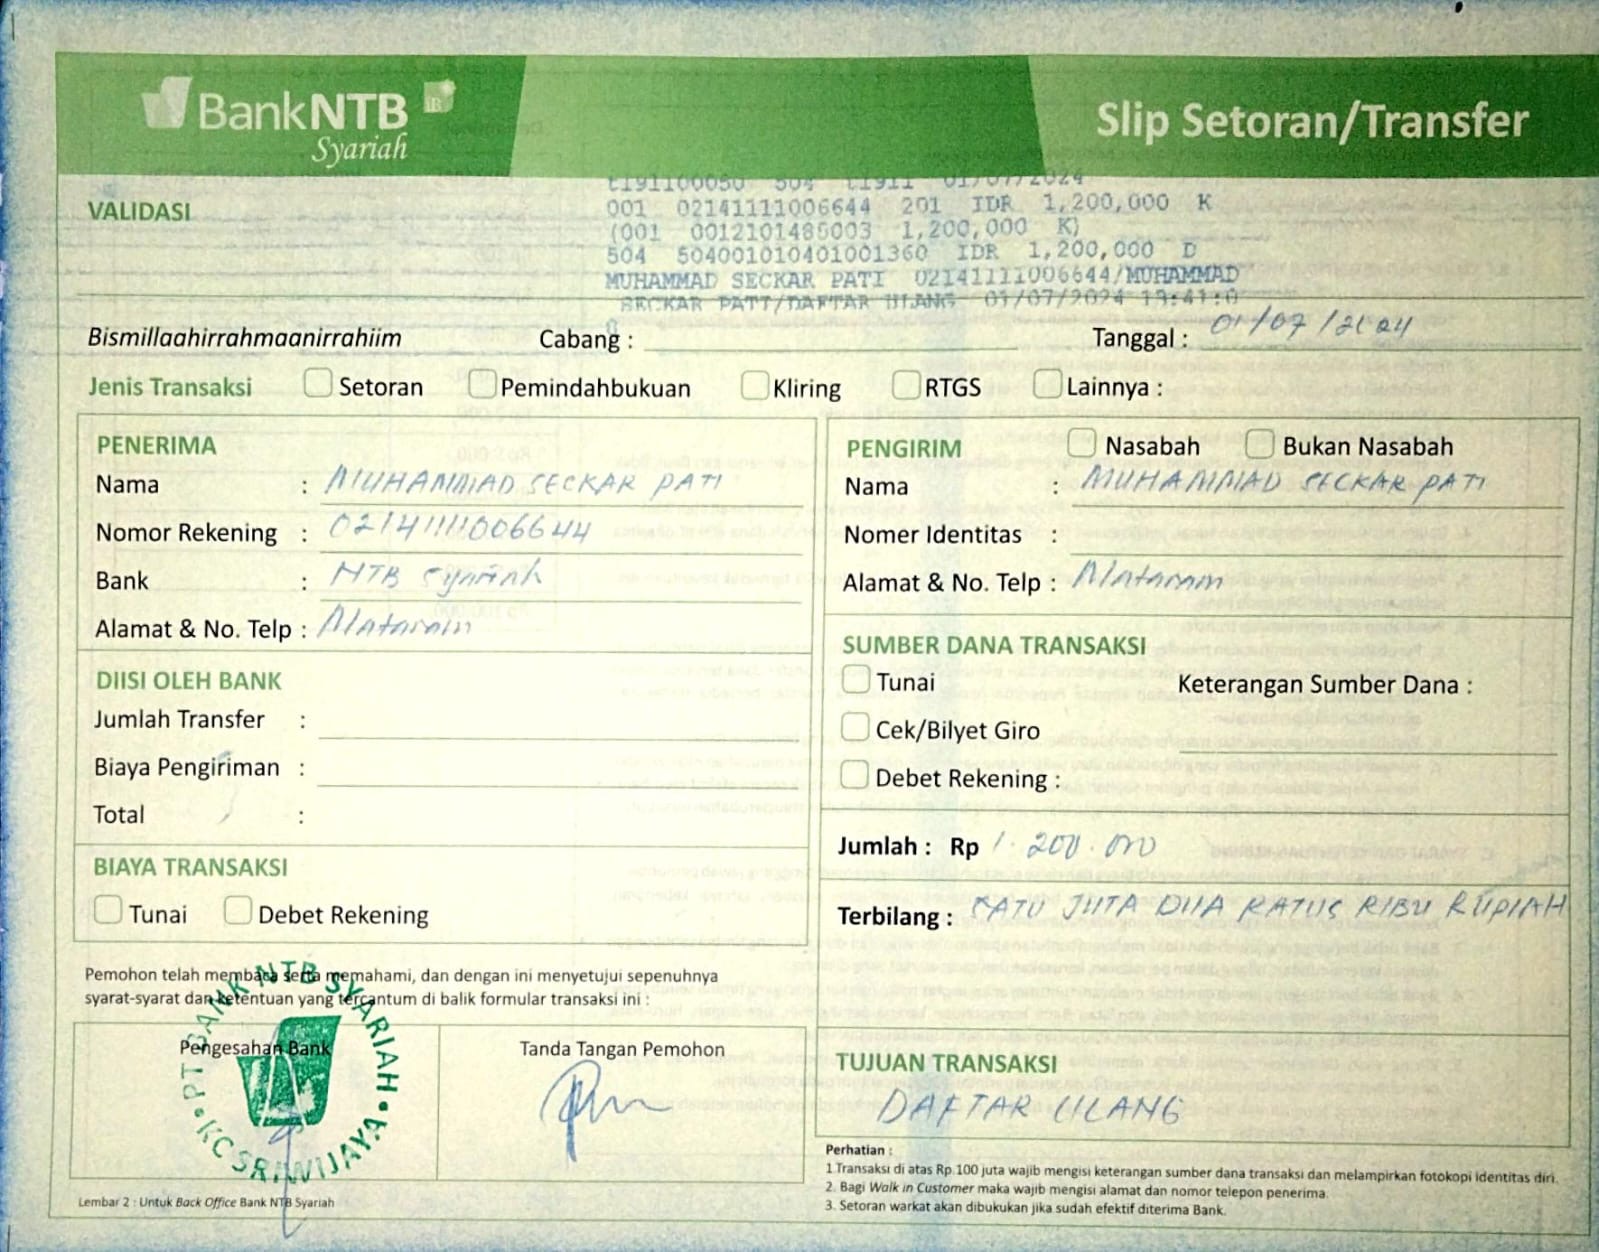 BankNTB iB
Syariah
Slip Setoran/Transfer
VALIDASI
t191100050 504 t1911 01/07/2024
001 02141111006644 201 IDR 1,200,000 K
(001 0012101486003 1,200,000 K)
504 504001010401001360 IDR 1,200,000 D
MUHAMMAD SECKAR PATI 02141111006644/MUHAMMAD
SECKAR PATI/DAFTAR ULANG 01/07/2024 13:41:0
Bismillaahirrahmaanirrahiim Cabang : Tanggal : 01/07/2024
Jenis Transaksi Setoran Pemindahbukuan Kliring RTGS Lainnya :
PENERIMA
Nama : MUHAMMAD SECKAR PATI
Nomor Rekening : 02141111006644
Bank : NTB Syariah
Alamat & No. Telp : Mataram
DIISI OLEH BANK
Jumlah Transfer :
Biaya Pengiriman :
Total :
BIAYA TRANSAKSI
Tunai Debet Rekening
PENGIRIM Nasabah Bukan Nasabah
Nama : MUHAMMAD SECKAR PATI
Nomer Identitas :
Alamat & No. Telp : Mataram
SUMBER DANA TRANSAKSI
Tunai Keterangan Sumber Dana :
Cek/Bilyet Giro
Debet Rekening :
Jumlah : Rp 1.200.000
Terbilang : SATU JUTA DUA RATUS RIBU RUPIAH
Pemohon telah membaca serta memahami, dan dengan ini menyetujui sepenuhnya
syarat-syarat dan ketentuan yang tercantum di balik formular transaksi ini :
Pengesahan Bank
PT BANK NTB SYARIAH
KC SRIWIJAYA
Tanda Tangan Pemohon
TUJUAN TRANSAKSI
DAFTAR ULANG
Perhatian :
1.Transaksi di atas Rp.100 juta wajib mengisi keterangan sumber dana transaksi dan melampirkan fotokopi identitas diri.
2. Bagi Walk in Customer maka wajib mengisi alamat dan nomor telepon penerima.
3. Setoran warkat akan dibukukan jika sudah efektif diterima Bank.
Lembar 2 : Untuk Back Office Bank NTB Syariah